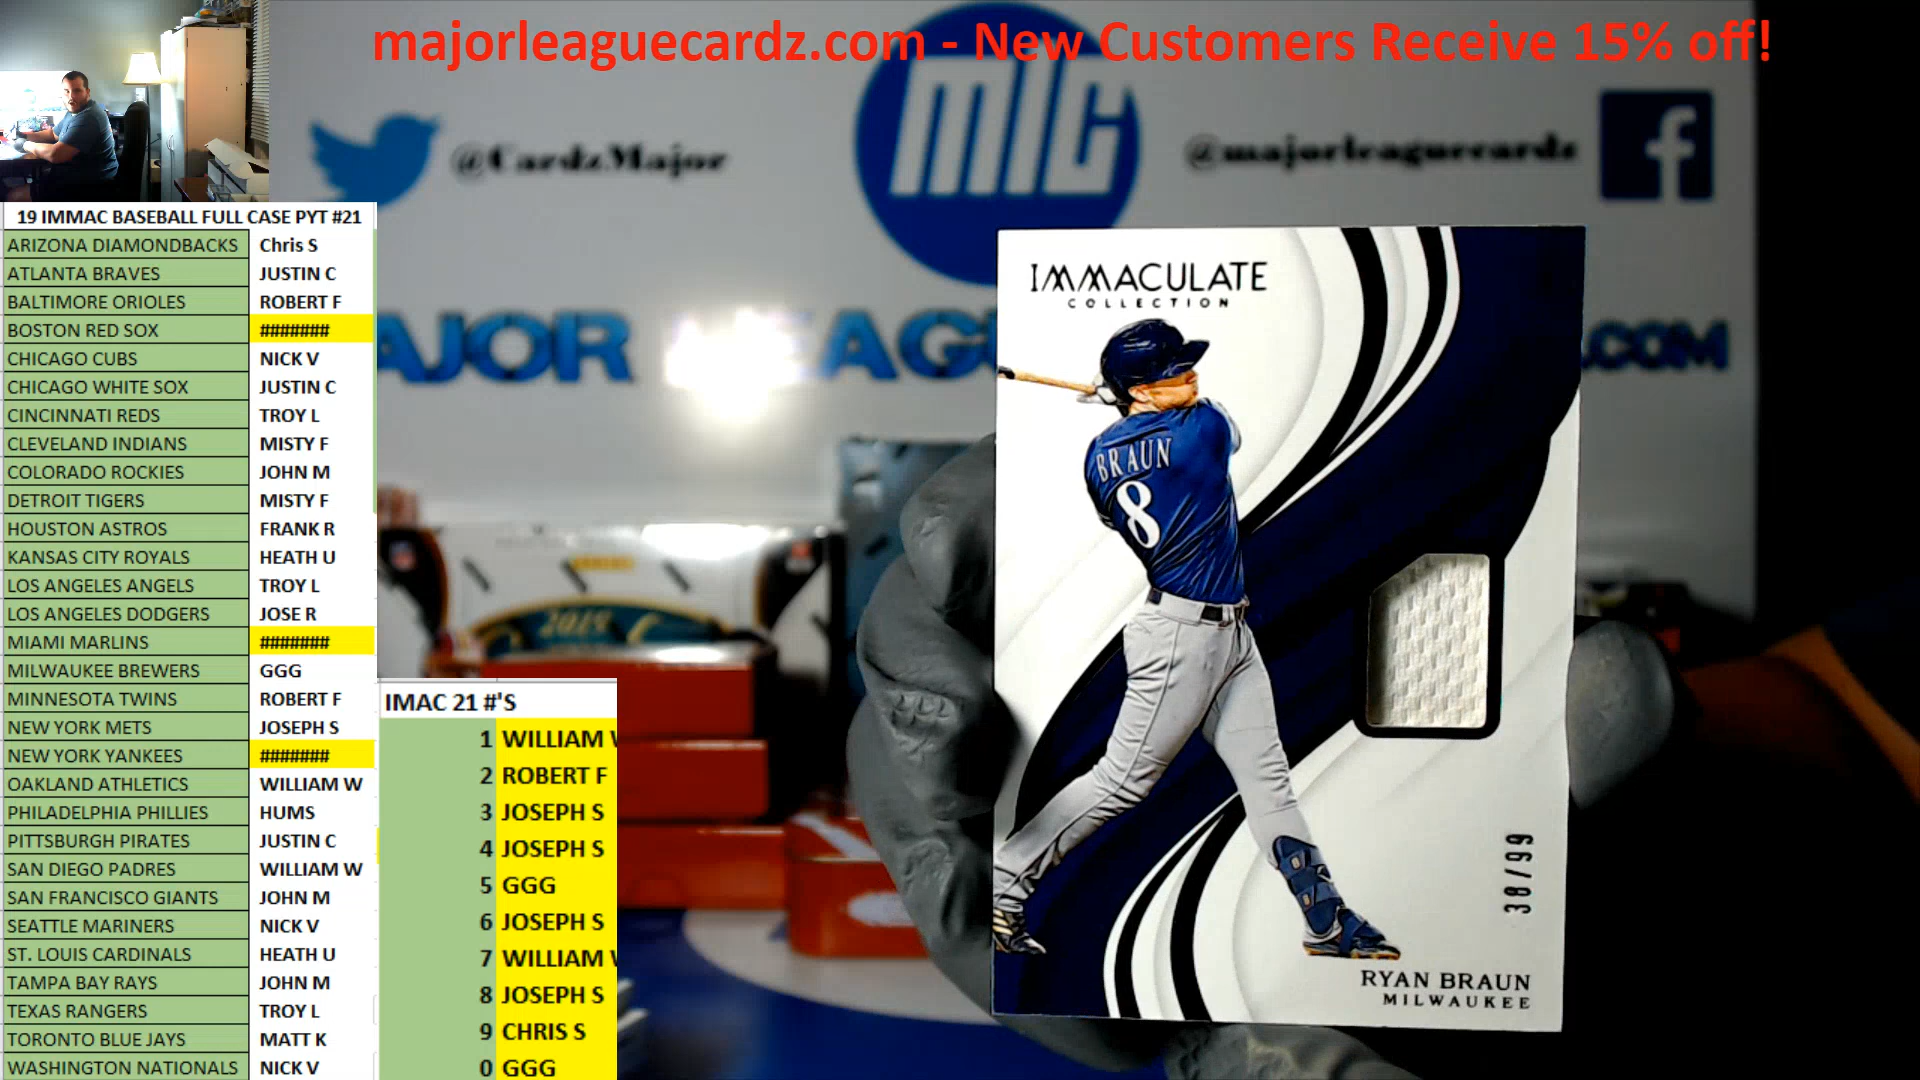 majorleaguecardz.com - New Customers Receive 15% off!
@CardzMajor
MLC
@majorleaguecardz
f
19 IMMAC BASEBALL FULL CASE PYT #21
ARIZONA DIAMONDBACKS Chris S
ATLANTA BRAVES JUSTIN C
BALTIMORE ORIOLES ROBERT F
BOSTON RED SOX #######
CHICAGO CUBS NICK V
CHICAGO WHITE SOX JUSTIN C
CINCINNATI REDS TROY L
CLEVELAND INDIANS MISTY F
COLORADO ROCKIES JOHN M
DETROIT TIGERS MISTY F
HOUSTON ASTROS FRANK R
KANSAS CITY ROYALS HEATH U
LOS ANGELES ANGELS TROY L
LOS ANGELES DODGERS JOSE R
MIAMI MARLINS #######
MILWAUKEE BREWERS GGG
MINNESOTA TWINS ROBERT F
NEW YORK METS JOSEPH S
NEW YORK YANKEES #######
OAKLAND ATHLETICS WILLIAM W
PHILADELPHIA PHILLIES HUMS
PITTSBURGH PIRATES JUSTIN C
SAN DIEGO PADRES WILLIAM W
SAN FRANCISCO GIANTS JOHN M
SEATTLE MARINERS NICK V
ST. LOUIS CARDINALS HEATH U
TAMPA BAY RAYS JOHN M
TEXAS RANGERS TROY L
TORONTO BLUE JAYS MATT K
WASHINGTON NATIONALS NICK V
IMAC 21 #'S
1 WILLIAM W
2 ROBERT F
3 JOSEPH S
4 JOSEPH S
5 GGG
6 JOSEPH S
7 WILLIAM W
8 JOSEPH S
9 CHRIS S
0 GGG
AJOR
AG
.COM
2019
IMMACULATE
COLLECTION
BRAUN
8
38/99
RYAN BRAUN
MILWAUKEE